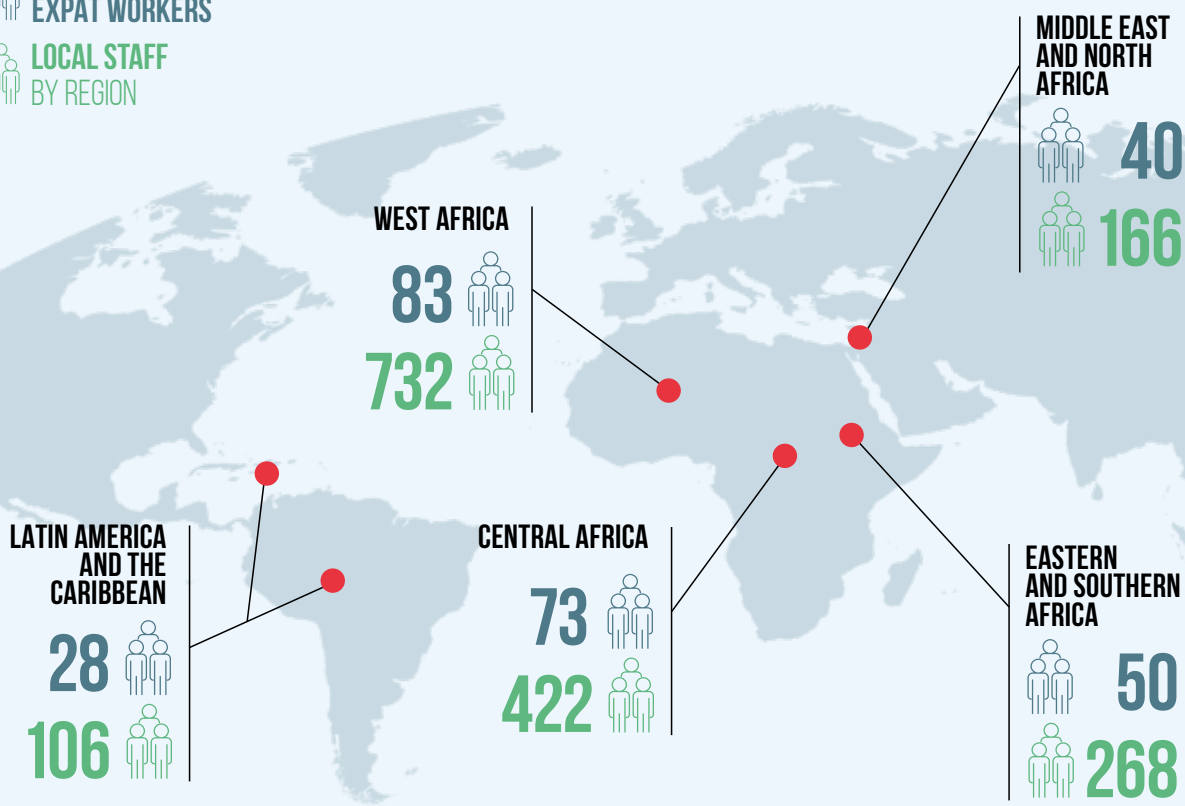 EXPAT WORKERS
LOCAL STAFF
BY REGION
MIDDLE EAST
AND NORTH
AFRICA
40
166
WEST AFRICA
83
732
LATIN AMERICA
AND THE
CARIBBEAN
28
106
CENTRAL AFRICA
73
422
EASTERN
AND SOUTHERN
AFRICA
50
268